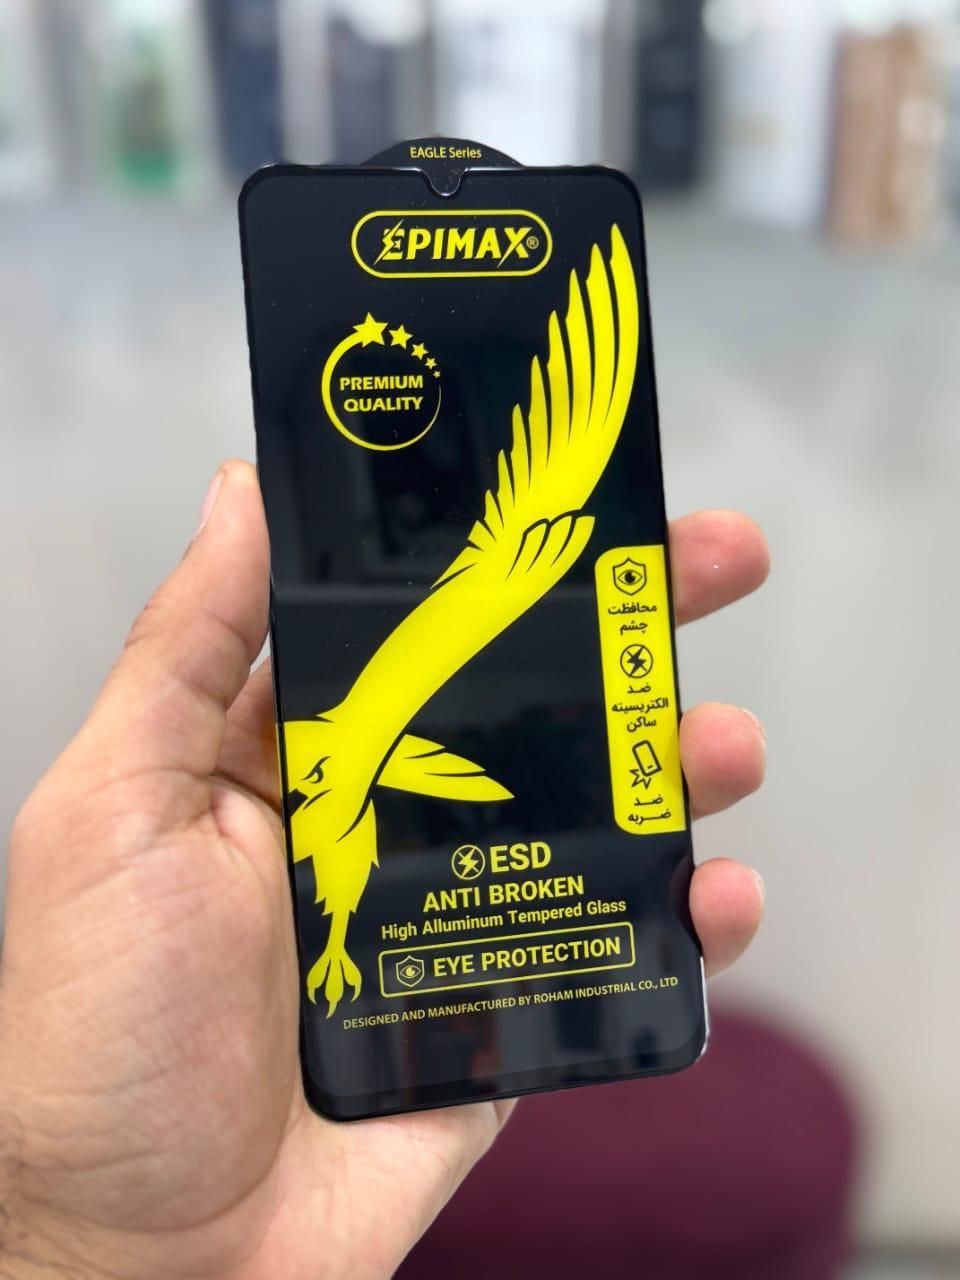 EAGLE Series
EPIMAX®
PREMIUM
QUALITY
محافظت
چشم
ضد
الکتریسیته
ساکن
ضد
ضربه
ESD
ANTI BROKEN
High Alluminum Tempered Glass
EYE PROTECTION
DESIGNED AND MANUFACTURED BY ROHAM INDUSTRIAL CO., LTD